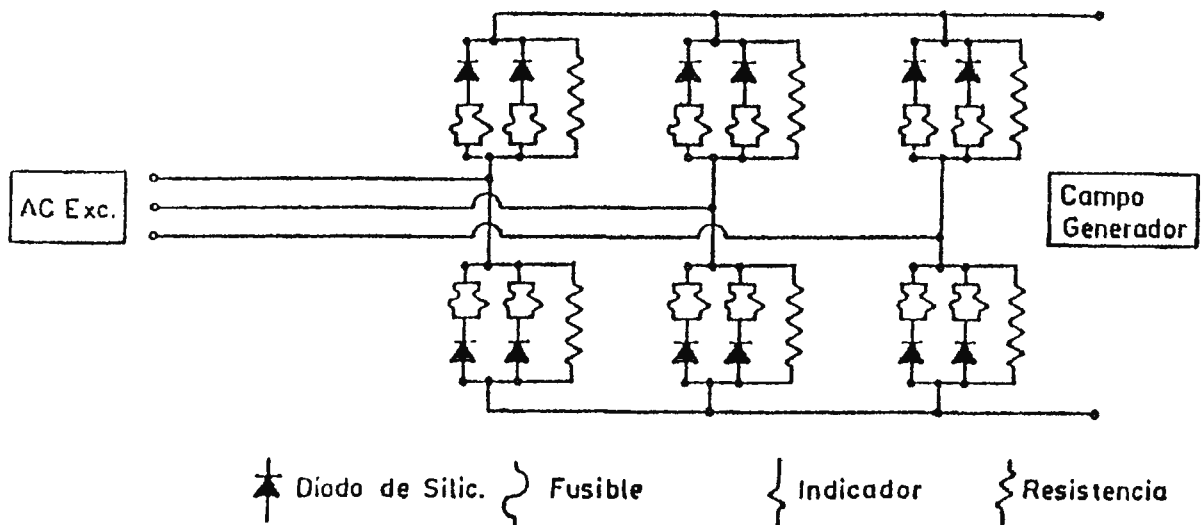 AC Exc.
Campo
Generador
Diodo de Silic.
Fusible
Indicador
Resistencia